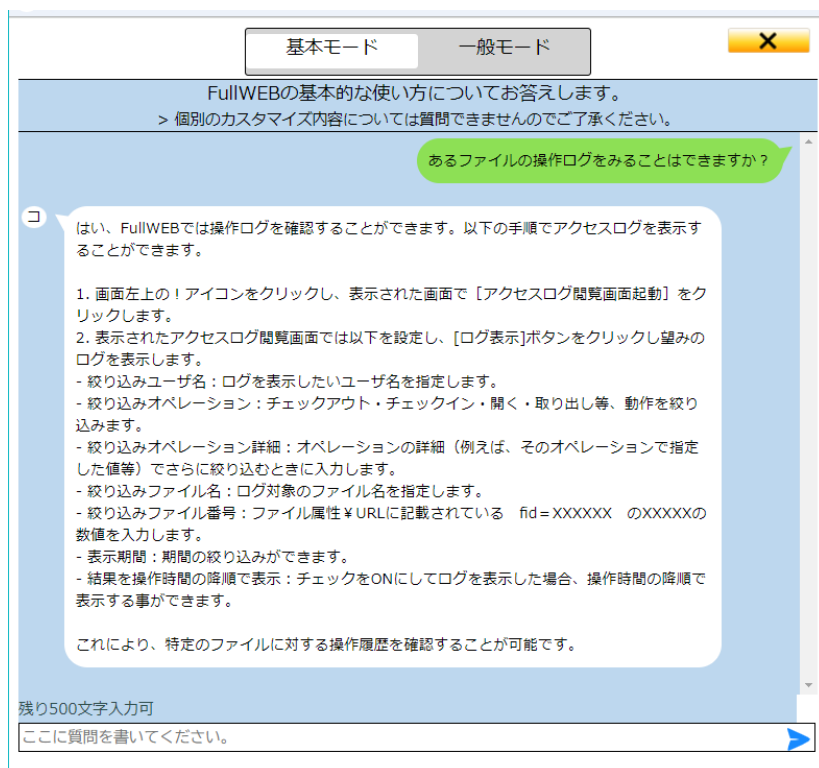 基本モード
一般モード
×
FullWEBの基本的な使い方についてお答えします。
> 個別のカスタマイズ内容については質問できませんのでご了承ください。
あるファイルの操作ログをみることはできますか？
コ
はい、FullWEBでは操作ログを確認することができます。以下の手順でアクセスログを表示す
ることができます。
1. 画面左上の！アイコンをクリックし、表示された画面で［アクセスログ閲覧画面起動］をク
リックします。
2. 表示されたアクセスログ閲覧画面では以下を設定し、[ログ表示]ボタンをクリックし望みの
ログを表示します。
- 絞り込みユーザ名：ログを表示したいユーザ名を指定します。
- 絞り込みオペレーション：チェックアウト・チェックイン・開く・取り出し等、動作を絞り
込みます。
- 絞り込みオペレーション詳細：オペレーションの詳細（例えば、そのオペレーションで指定
した値等）でさらに絞り込むときに入力します。
- 絞り込みファイル名：ログ対象のファイル名を指定します。
- 絞り込みファイル番号：ファイル属性￥URLに記載されている　fid＝XXXXXX　のXXXXXの
数値を入力します。
- 表示期間：期間の絞り込みができます。
- 結果を操作時間の降順で表示：チェックをONにしてログを表示した場合、操作時間の降順で
表示する事ができます。
これにより、特定のファイルに対する操作履歴を確認することが可能です。
残り500文字入力可
ここに質問を書いてください。